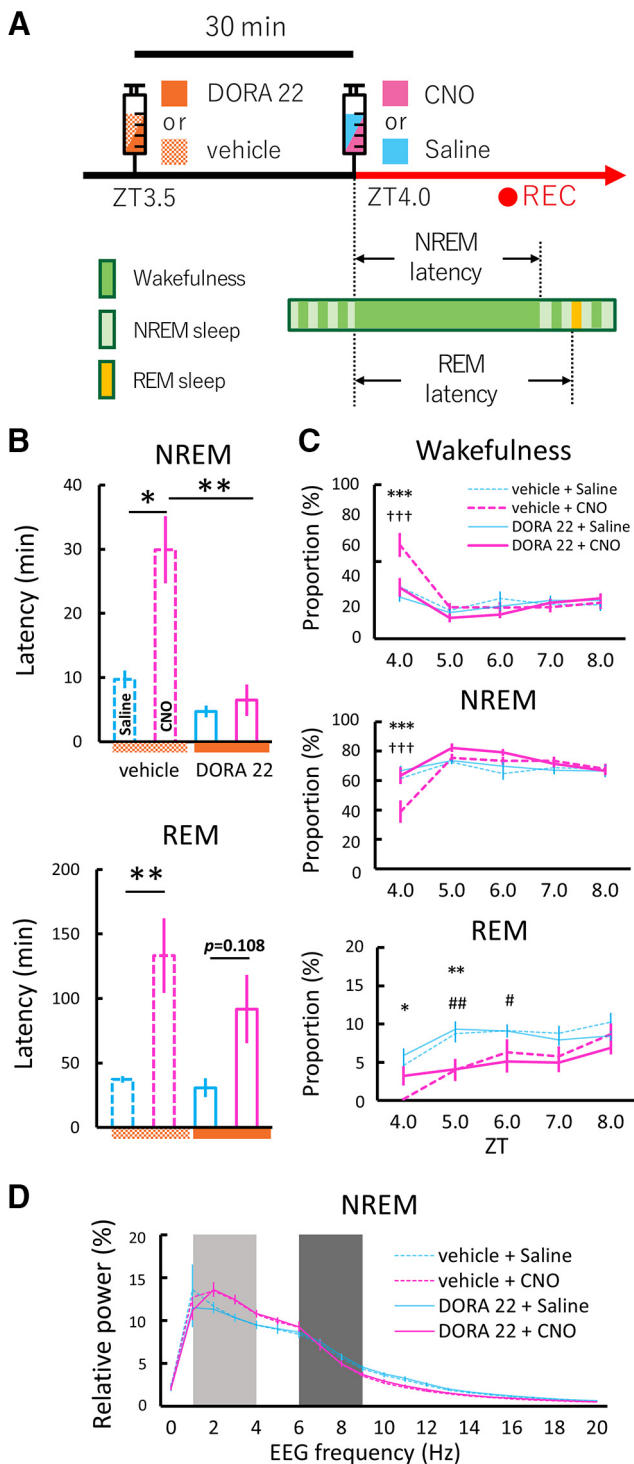 A
30 min
DORA 22
or
vehicle
CNO
or
Saline
ZT3.5
ZT4.0
REC
NREM
latency
Wakefulness
NREM sleep
REM sleep
REM
latency
B
NREM
Latency (min)
40
30
20
10
0
*
**
Saline
CNO
vehicle
DORA 22
REM
Latency (min)
200
150
100
50
0
**
p=0.108
C
Wakefulness
Proportion (%)
100
80
60
40
20
0
***
†††
vehicle + Saline
vehicle + CNO
DORA 22 + Saline
DORA 22 + CNO
4.0 5.0 6.0 7.0 8.0
NREM
Proportion (%)
100
80
60
40
20
0
***
†††
4.0 5.0 6.0 7.0 8.0
REM
Proportion (%)
20
15
10
5
0
*
**
##
#
4.0 5.0 6.0 7.0 8.0
ZT
D
NREM
Relative power (%)
20
15
10
5
0
vehicle + Saline
vehicle + CNO
DORA 22 + Saline
DORA 22 + CNO
0 2 4 6 8 10 12 14 16 18 20
EEG frequency (Hz)